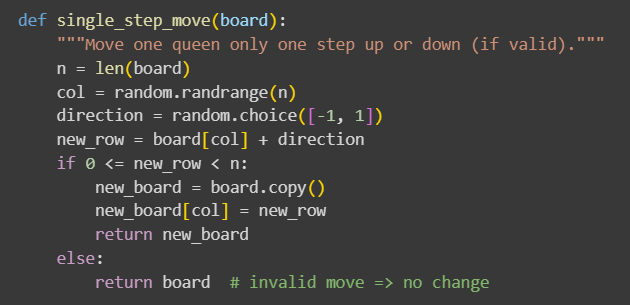 def single_step_move(board):
    """Move one queen only one step up or down (if valid)."""
    n = len(board)
    col = random.randrange(n)
    direction = random.choice([-1, 1])
    new_row = board[col] + direction
    if 0 <= new_row < n:
        new_board = board.copy()
        new_board[col] = new_row
        return new_board
    else:
        return board  # invalid move => no change